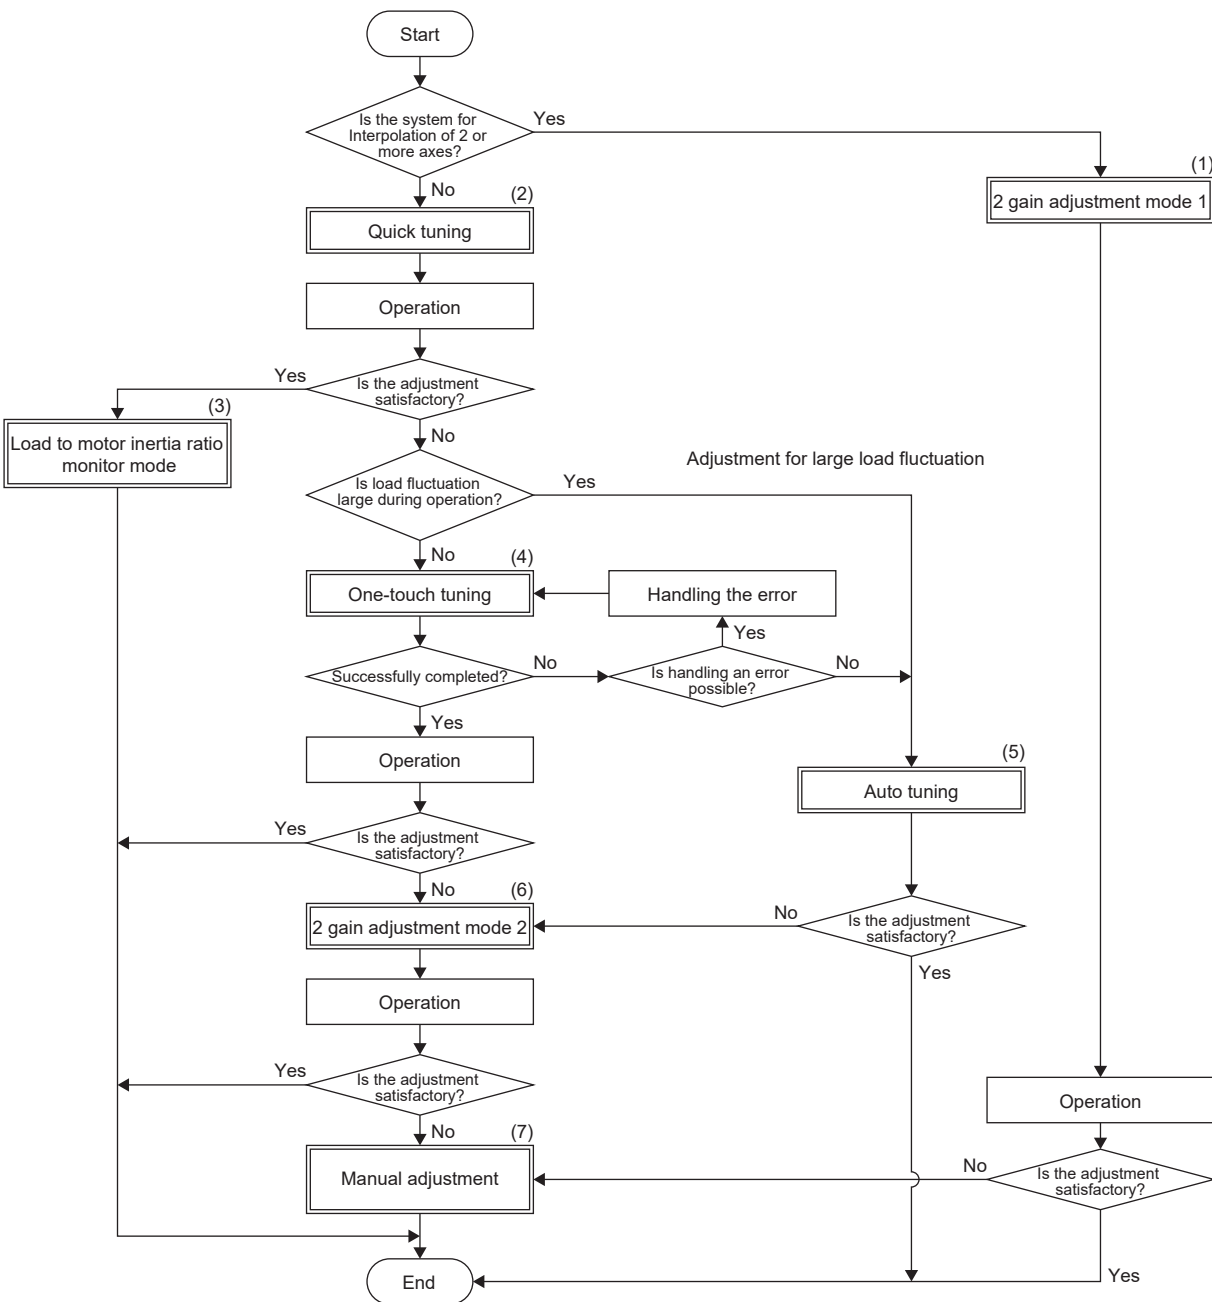 Start
Is the system for
Interpolation of 2 or
more axes?
Yes
(1)
No
(2)
2 gain adjustment mode 1
Quick tuning
Operation
Yes
Is the adjustment
satisfactory?
(3)
No
Load to motor inertia ratio
monitor mode
Adjustment for large load fluctuation
Is load fluctuation
large during operation?
Yes
No
(4)
One-touch tuning
Handling the error
Yes
Successfully completed?
No
Is handling an error
possible?
No
Yes
Operation
(5)
Auto tuning
Yes
Is the adjustment
satisfactory?
No
(6)
2 gain adjustment mode 2
No
Is the adjustment
satisfactory?
Yes
Operation
Yes
Is the adjustment
satisfactory?
Operation
No
(7)
Manual adjustment
No
Is the adjustment
satisfactory?
End
Yes